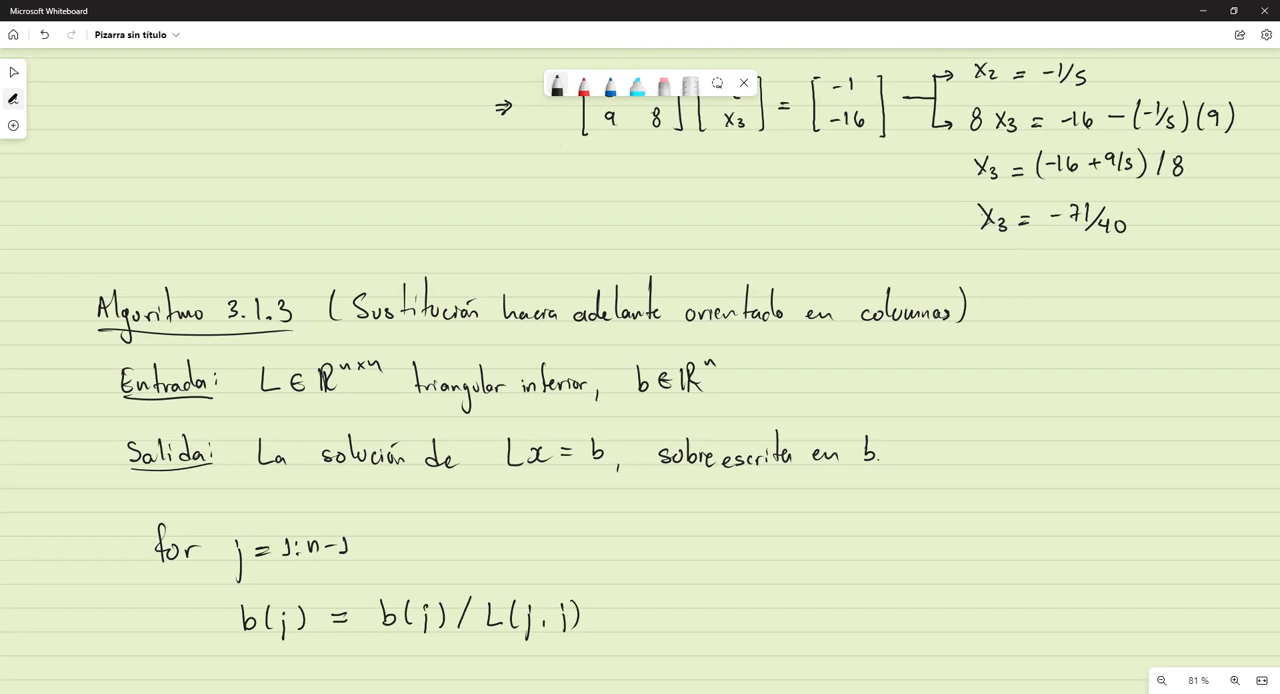 Microsoft Whiteboard
Pizarra sin título
x2 = -1/5
⇒ [ 9 8 ] [ x3 ] = [ -1 -16 ]
8 x3 = -16 - (-1/5)(9)
x3 = (-16 + 9/5) / 8
x3 = -71/40
Algoritmo 3.1.3 (Sustitución hacia adelante orientado en columnas)
Entrada: L ∈ ℝ^{n×n} triangular inferior, b ∈ ℝ^n
Salida: La solución de Lx = b, sobreescrita en b.
for j = 1:n-1
b(j) = b(j) / L(j,j)
81 %